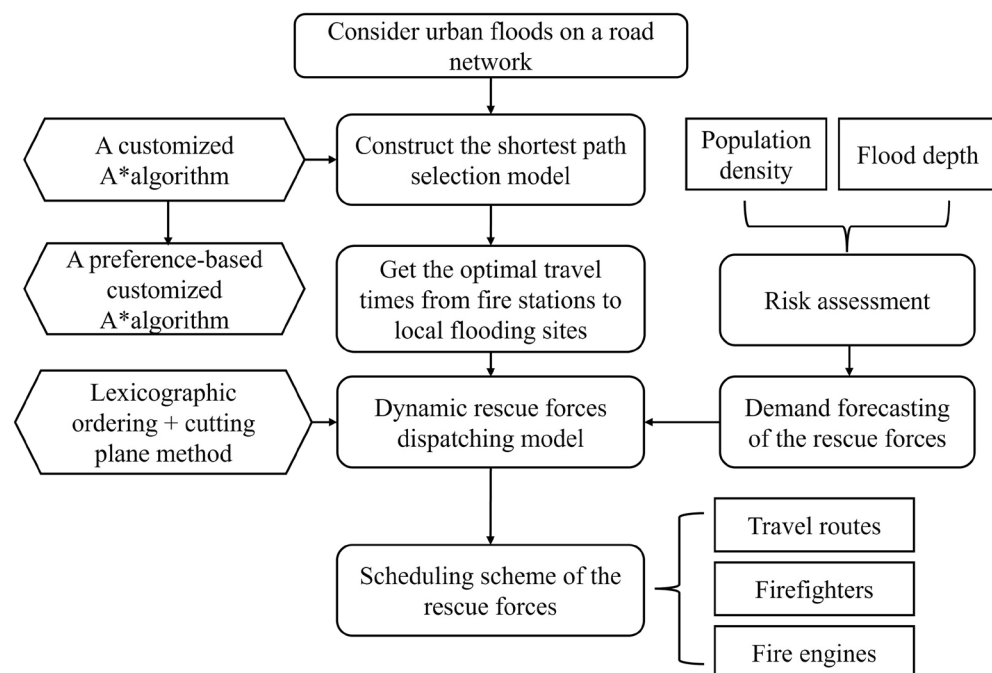 Consider urban floods on a road
network
A customized
A*algorithm
Construct the shortest path
selection model
Population
density
Flood depth
A preference-based
customized
A*algorithm
Get the optimal travel
times from fire stations to
local flooding sites
Risk assessment
Lexicographic
ordering + cutting
plane method
Dynamic rescue forces
dispatching model
Demand forecasting
of the rescue forces
Scheduling scheme of the
rescue forces
Travel routes
Firefighters
Fire engines